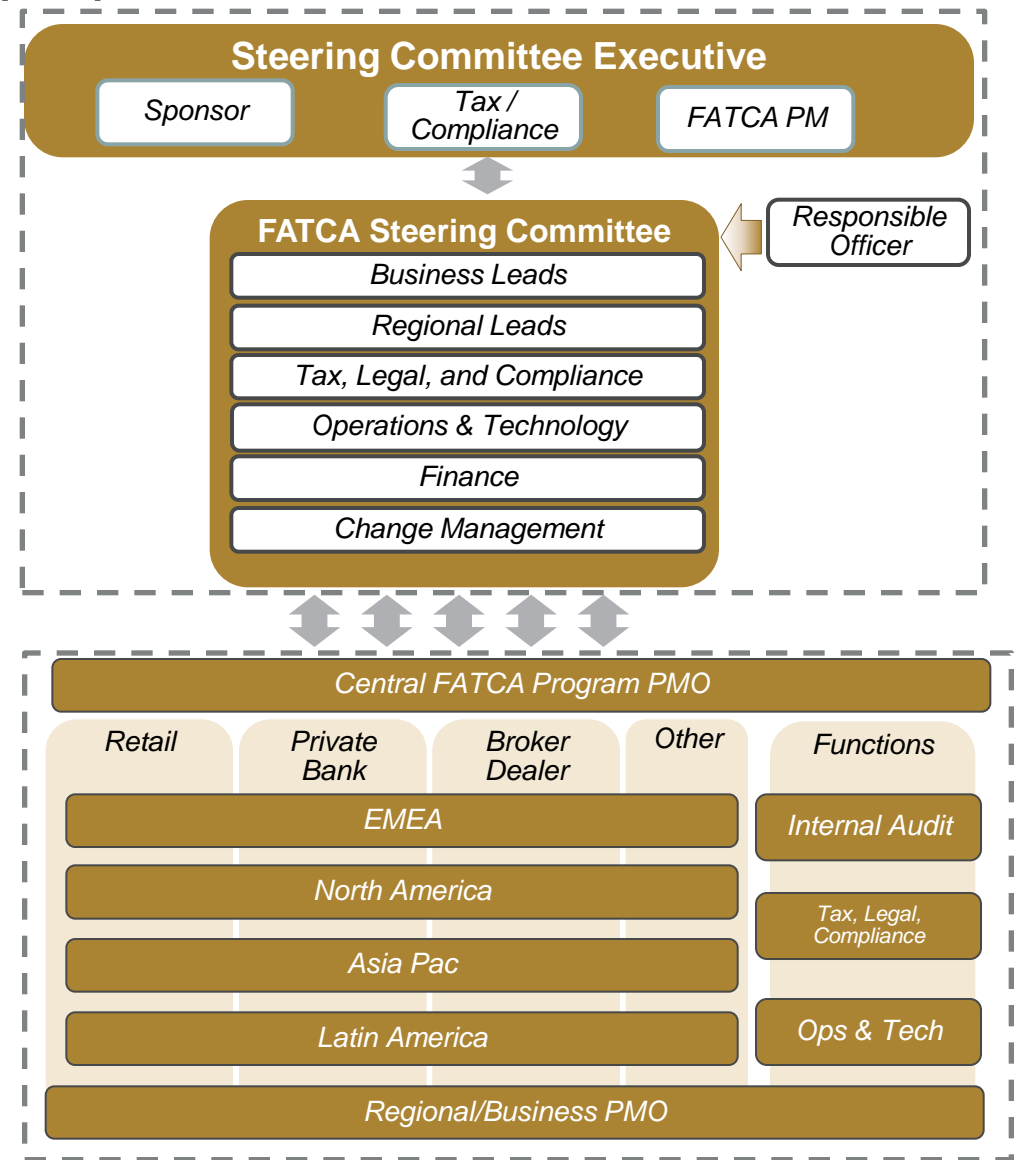 Steering Committee Executive
Sponsor
Tax /
Compliance
FATCA PM
FATCA Steering Committee
Responsible
Officer
Business Leads
Regional Leads
Tax, Legal, and Compliance
Operations & Technology
Finance
Change Management
Central FATCA Program PMO
Retail
Private
Bank
Broker
Dealer
Other
Functions
EMEA
North America
Asia Pac
Latin America
Internal Audit
Tax, Legal,
Compliance
Ops & Tech
Regional/Business PMO